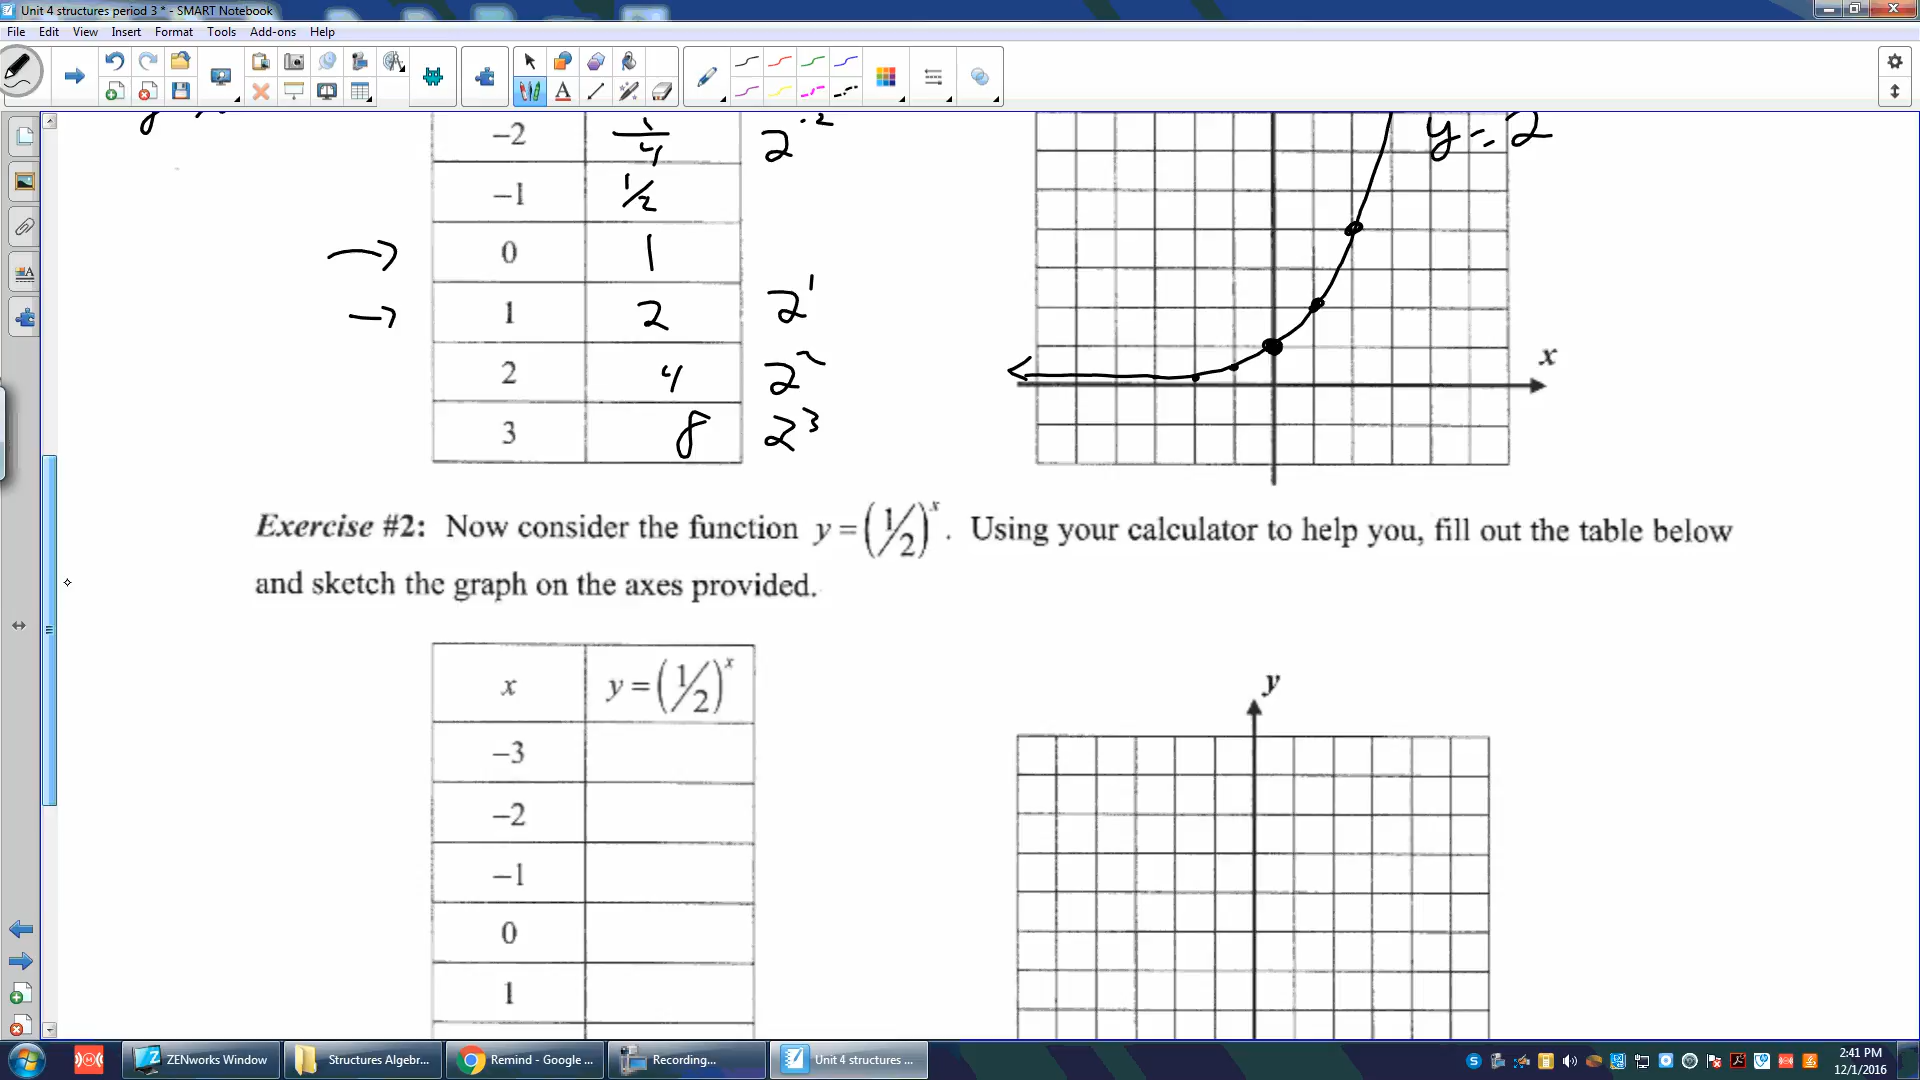 Unit 4 structures period 3 * - SMART Notebook
File Edit View Insert Format Tools Add-ons Help
-2 1/4 2^-2
y = 2
-1 1/2
0 1
x
1 2 2^1
2 4 2^2
3 8 2^3
Exercise #2: Now consider the function y = (1/2)^x. Using your calculator to help you, fill out the table below
and sketch the graph on the axes provided.
x y = (1/2)^x
y
-3
-2
-1
0
1
ZENworks Window Structures Algebr... Remind - Google ... Recording... Unit 4 structures ...
2:41 PM
12/1/2016